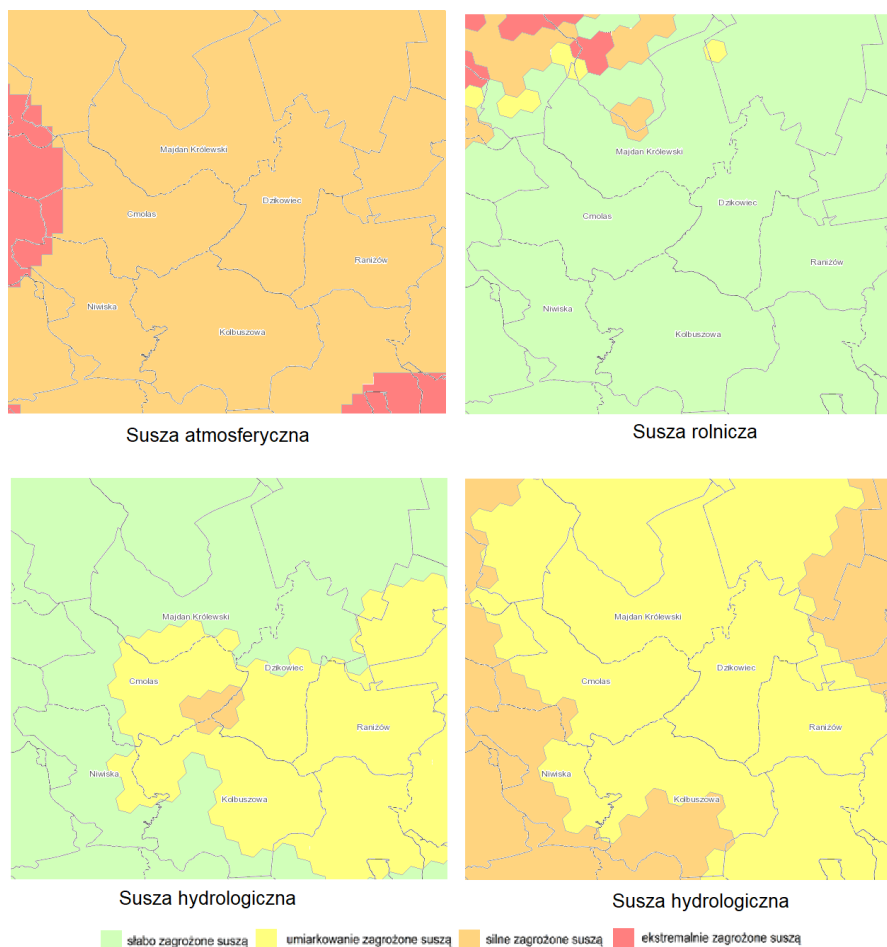 Majdan Królewski
Cmolas
Dzikowiec
Raniżów
Niwiska
Kolbuszowa
Susza atmosferyczna
Majdan Królewski
Cmolas
Dzikowiec
Raniżów
Niwiska
Kolbuszowa
Susza rolnicza
Majdan Królewski
Cmolas
Dzikowiec
Raniżów
Niwiska
Kolbuszowa
Susza hydrologiczna
Majdan Królewski
Cmolas
Dzikowiec
Raniżów
Niwiska
Kolbuszowa
Susza hydrologiczna
słabo zagrożone suszą umiarkowanie zagrożone suszą silne zagrożone suszą ekstremalnie zagrożone suszą